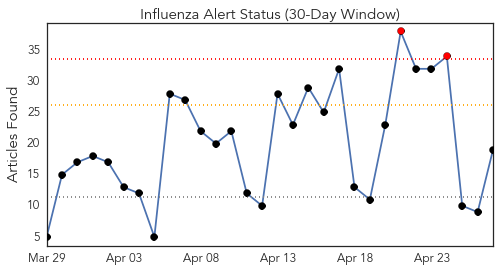 Influenza Alert Status (30-Day Window)
Articles Found
35
30
25
20
15
10
5
Mar 29 Apr 03 Apr 08 Apr 13 Apr 18 Apr 23